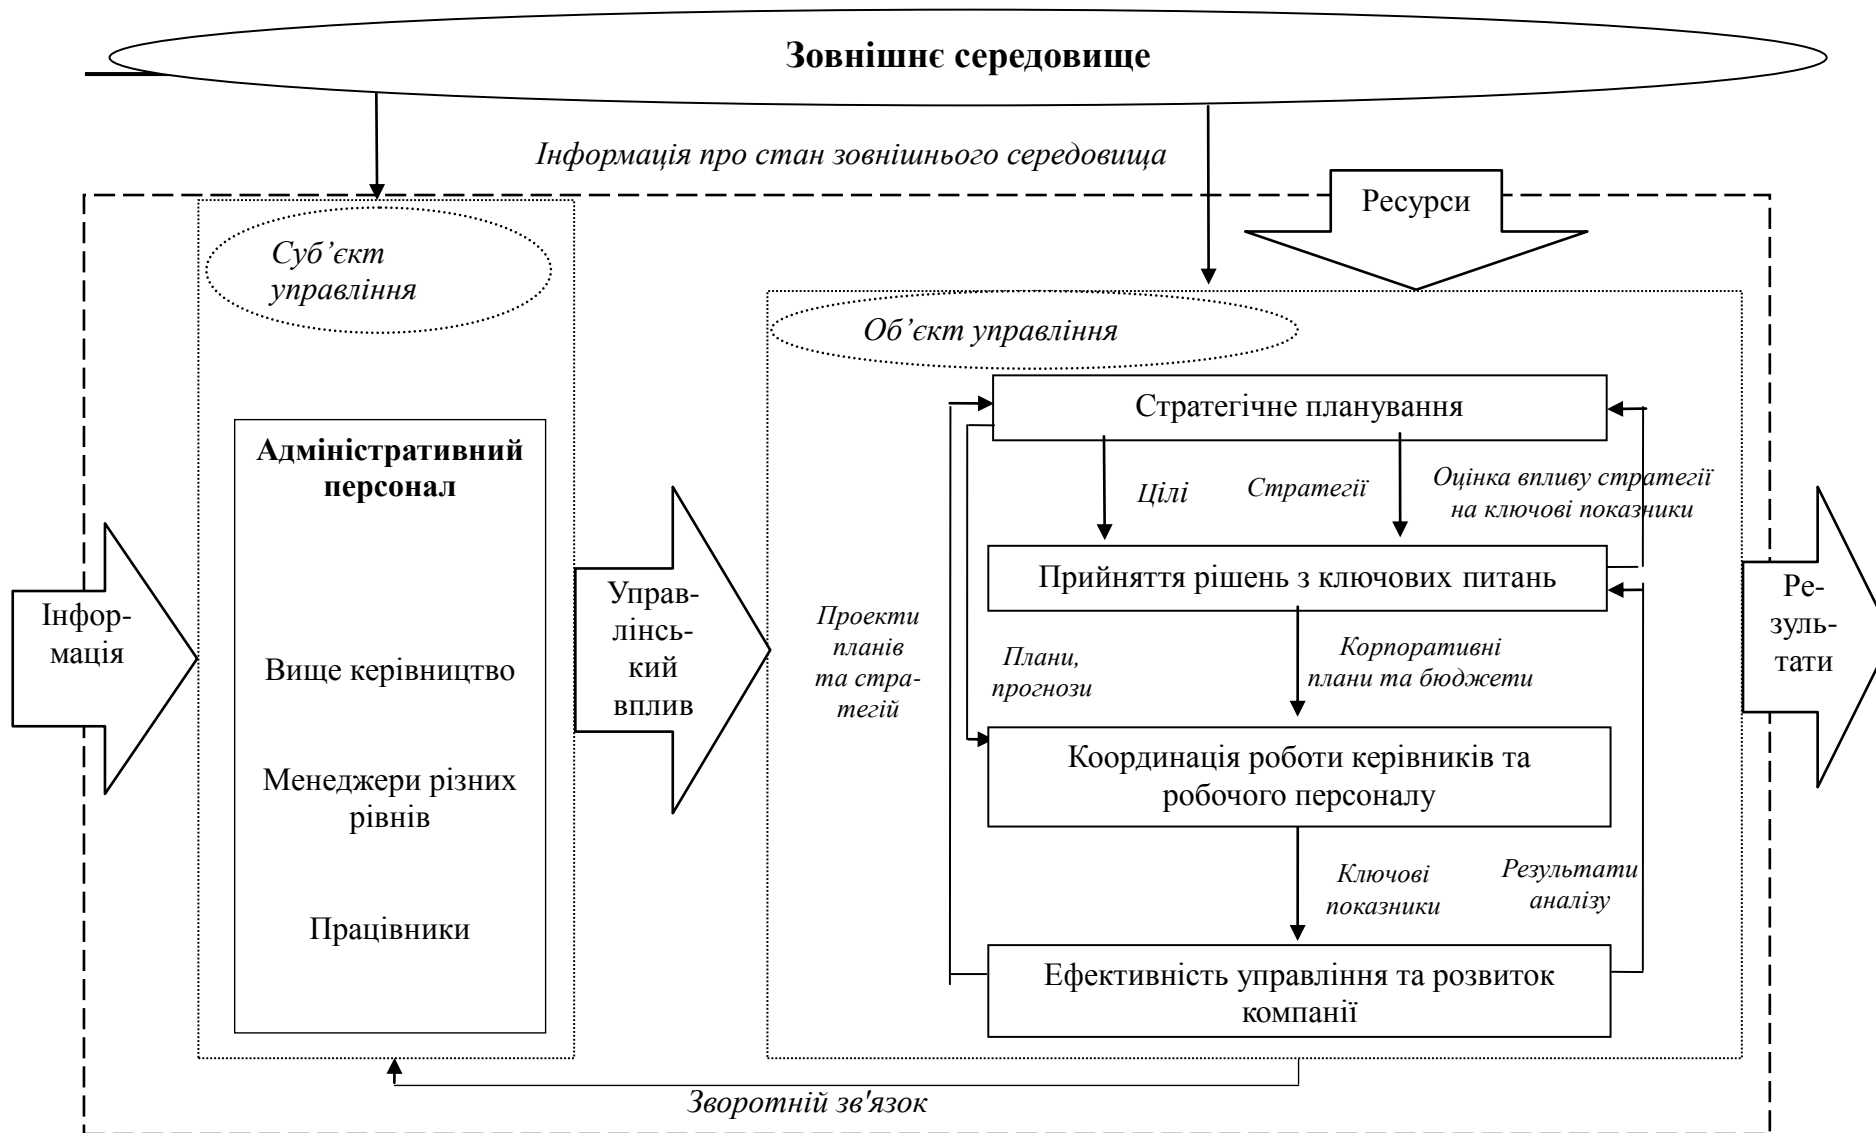 Зовнішнє середовище
Інформація про стан зовнішнього середовища
Ресурси
Суб’єкт
управління
Об’єкт управління
Адміністративний
персонал
Вище керівництво
Менеджери різних
рівнів
Працівники
Інфор-
мація
Управ-
лінсь-
кий
вплив
Стратегічне планування
Цілі
Стратегії
Оцінка впливу стратегії
на ключові показники
Прийняття рішень з ключових питань
Проекти
планів
та стра-
тегій
Плани,
прогнози
Корпоративні
плани та бюджети
Координація роботи керівників та
робочого персоналу
Ключові
показники
Результати
аналізу
Ефективність управління та розвиток
компанії
Ре-
зуль-
тати
Зворотній зв'язок